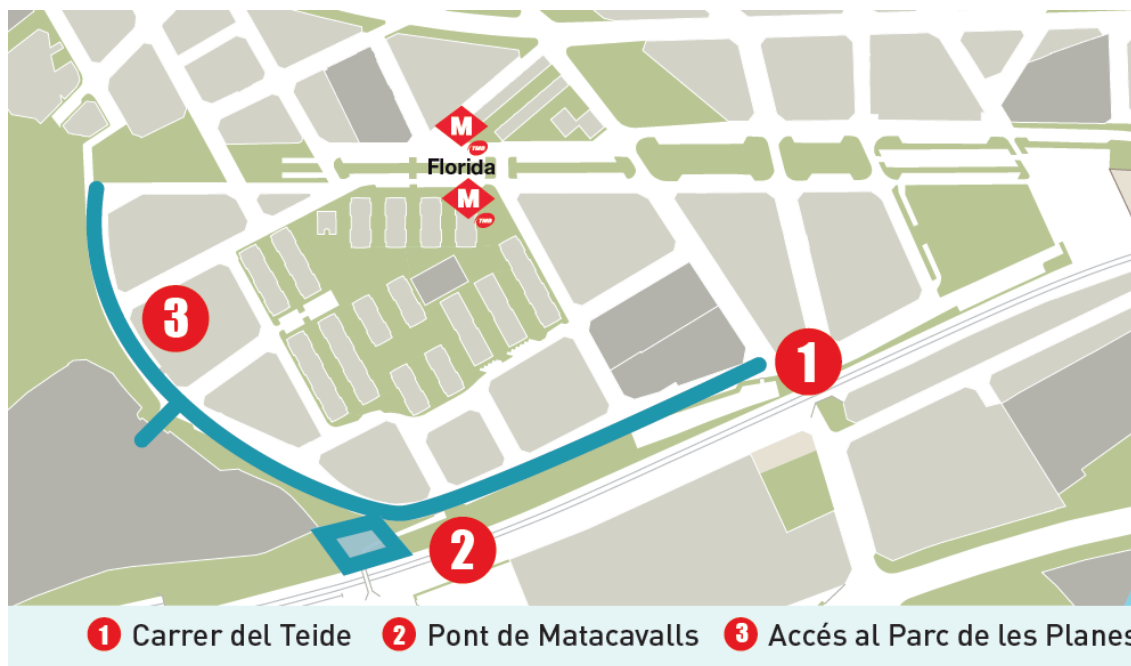 M
TMB
Florida
M
TMB
3
1
2
1 Carrer del Teide 2 Pont de Matacavalls 3 Accés al Parc de les Planes